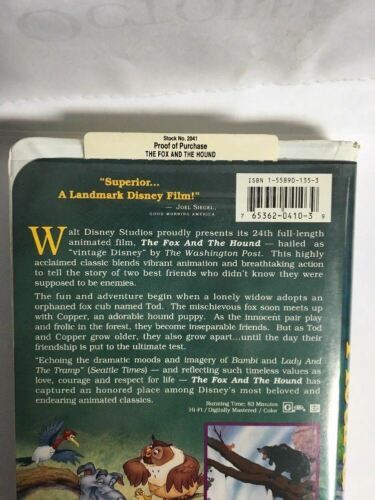 Stock No. 2041
Proof of Purchase
THE FOX AND THE HOUND
"Superior...
A Landmark Disney Film!"
— JOEL SIEGEL,
GOOD MORNING AMERICA
ISBN 1-55890-135-3
7 65362-0410-3 9
Walt Disney Studios proudly presents its 24th full-length
animated film, The Fox And The Hound — hailed as
"vintage Disney" by The Washington Post. This highly
acclaimed classic blends vibrant animation and breathtaking action
to tell the story of two best friends who didn't know they were
supposed to be enemies.
The fun and adventure begin when a lonely widow adopts an
orphaned fox cub named Tod. The mischievous fox soon meets up
with Copper, an adorable hound puppy. As the innocent pair play
and frolic in the forest, they become inseparable friends. But as Tod
and Copper grow older, they also grow apart...until the day their
friendship is put to the ultimate test.
"Echoing the dramatic moods and imagery of Bambi and Lady And
The Tramp" (Seattle Times) — and reflecting such timeless values as
love, courage and respect for life — The Fox And The Hound has
captured an honored place among Disney's most beloved and
endearing animated classics.
Running Time: 82 Minutes
Hi-Fi / Digitally Mastered / Color
G